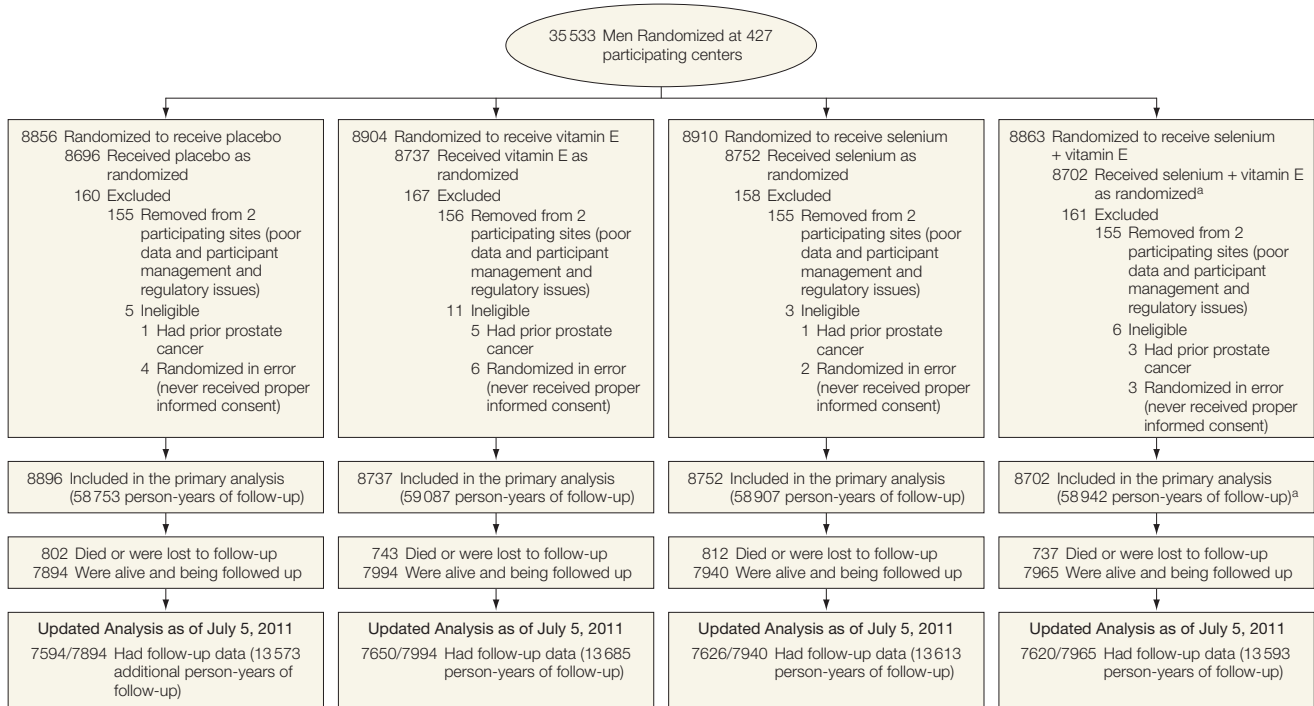 35 533 Men Randomized at 427
participating centers
8856 Randomized to receive placebo
8696 Received placebo as
randomized
160 Excluded
155 Removed from 2
participating sites (poor
data and participant
management and
regulatory issues)
5 Ineligible
1 Had prior prostate
cancer
4 Randomized in error
(never received proper
informed consent)
8904 Randomized to receive vitamin E
8737 Received vitamin E as
randomized
167 Excluded
156 Removed from 2
participating sites (poor
data and participant
management and
regulatory issues)
11 Ineligible
5 Had prior prostate
cancer
6 Randomized in error
(never received proper
informed consent)
8910 Randomized to receive selenium
8752 Received selenium as
randomized
158 Excluded
155 Removed from 2
participating sites (poor
data and participant
management and
regulatory issues)
3 Ineligible
1 Had prior prostate
cancer
2 Randomized in error
(never received proper
informed consent)
8863 Randomized to receive selenium
+ vitamin E
8702 Received selenium + vitamin E
as randomizedᵃ
161 Excluded
155 Removed from 2
participating sites (poor
data and participant
management and
regulatory issues)
6 Ineligible
3 Had prior prostate
cancer
3 Randomized in error
(never received proper
informed consent)
8896 Included in the primary analysis
(58 753 person-years of follow-up)
8737 Included in the primary analysis
(59 087 person-years of follow-up)
8752 Included in the primary analysis
(58 907 person-years of follow-up)
8702 Included in the primary analysis
(58 942 person-years of follow-up)ᵃ
802 Died or were lost to follow-up
7894 Were alive and being followed up
743 Died or were lost to follow-up
7994 Were alive and being followed up
812 Died or were lost to follow-up
7940 Were alive and being followed up
737 Died or were lost to follow-up
7965 Were alive and being followed up
Updated Analysis as of July 5, 2011
7594/7894 Had follow-up data (13 573
additional person-years of
follow-up)
Updated Analysis as of July 5, 2011
7650/7994 Had follow-up data (13 685
person-years of follow-up)
Updated Analysis as of July 5, 2011
7626/7940 Had follow-up data (13 613
person-years of follow-up)
Updated Analysis as of July 5, 2011
7620/7965 Had follow-up data (13 593
person-years of follow-up)